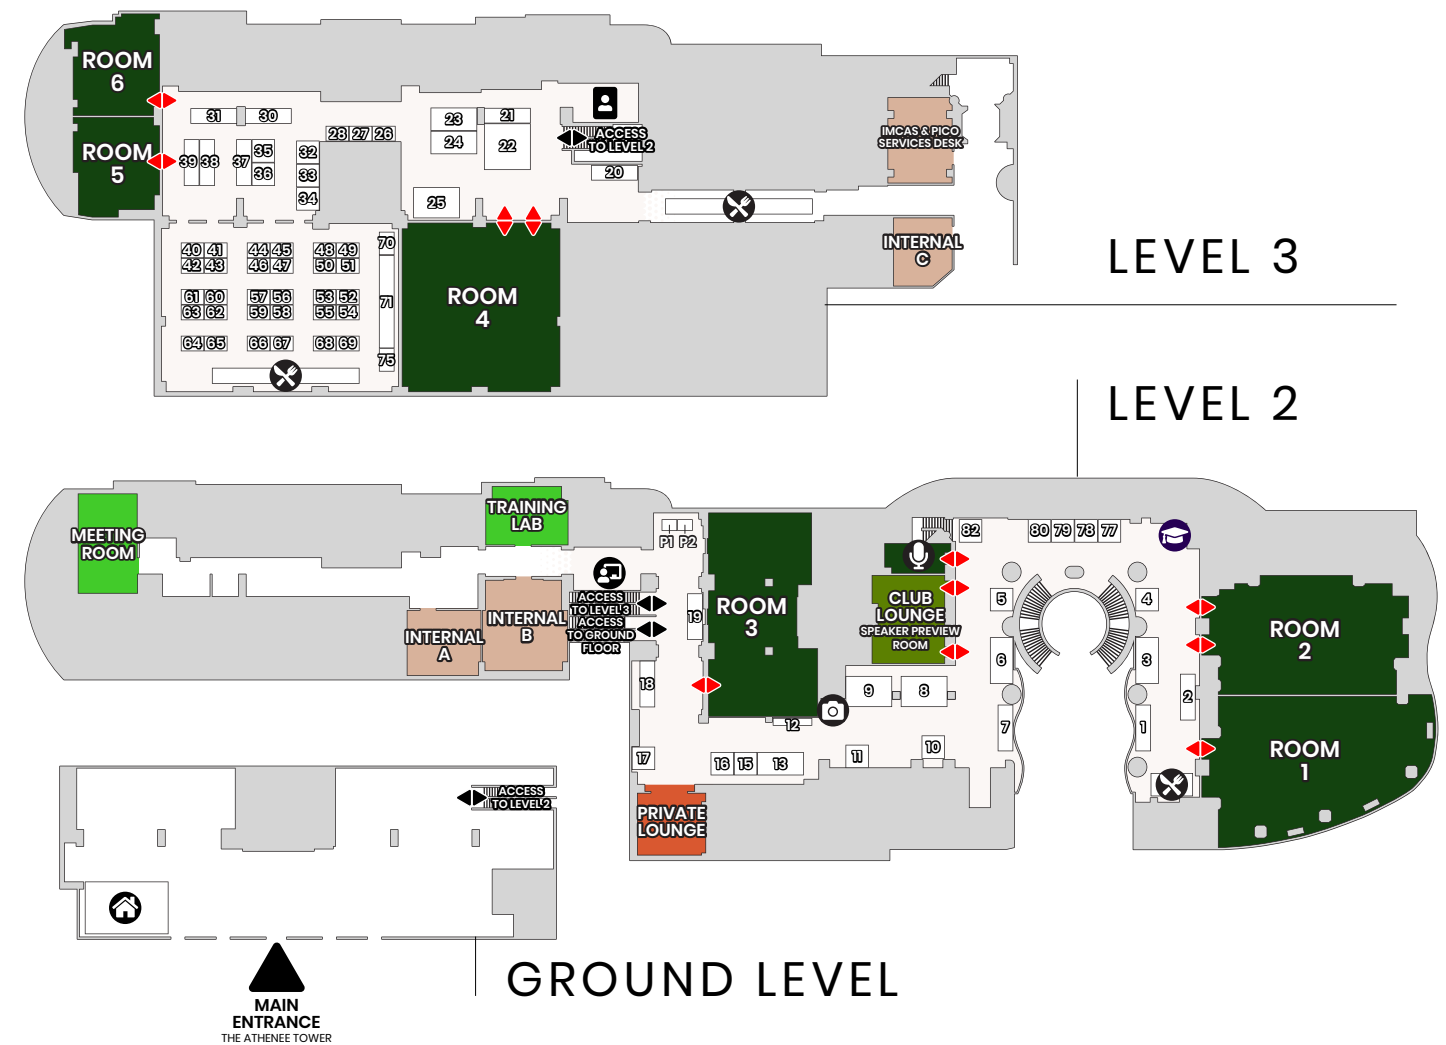 ROOM
6
ROOM
5
31 30
28 27 26
23
24
21
22
ACCESS
TO LEVEL2
20
IMCAS & PICO
SERVICES DESK
39 38
37
35
36
32
33
34
25
INTERNAL
C
LEVEL 3
40 41
42 43
44 45
46 47
48 49
50 51
70
71
75
61 60
63 62
57 56
59 58
53 52
55 54
64 65
66 67
68 69
ROOM
4
LEVEL 2
MEETING
ROOM
TRAINING
LAB
P1 P2
ROOM
3
82
80 79 78 77
ACCESS
TO LEVEL3
ACCESS
TO GROUND
FLOOR
INTERNAL
A
INTERNAL
B
19
18
17
CLUB
LOUNGE
SPEAKER PREVIEW
ROOM
5
4
6
3
9
8
2
7
1
12
11
10
16 15 13
ROOM
2
ROOM
1
PRIVATE
LOUNGE
ACCESS
TO LEVEL2
GROUND LEVEL
MAIN
ENTRANCE
THE ATHENEE TOWER